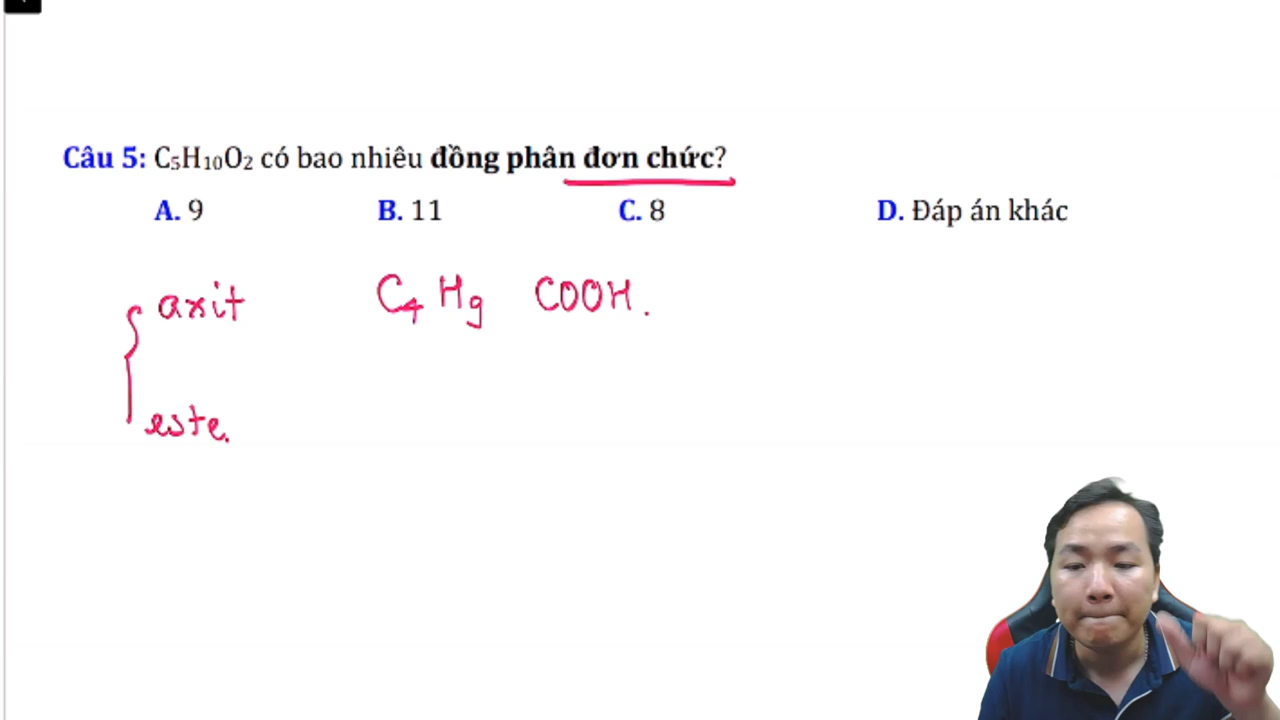 Câu 5: C₅H₁₀O₂ có bao nhiêu đồng phân đơn chức?
A. 9 B. 11 C. 8 D. Đáp án khác
axit C₄H₉ COOH.
este.